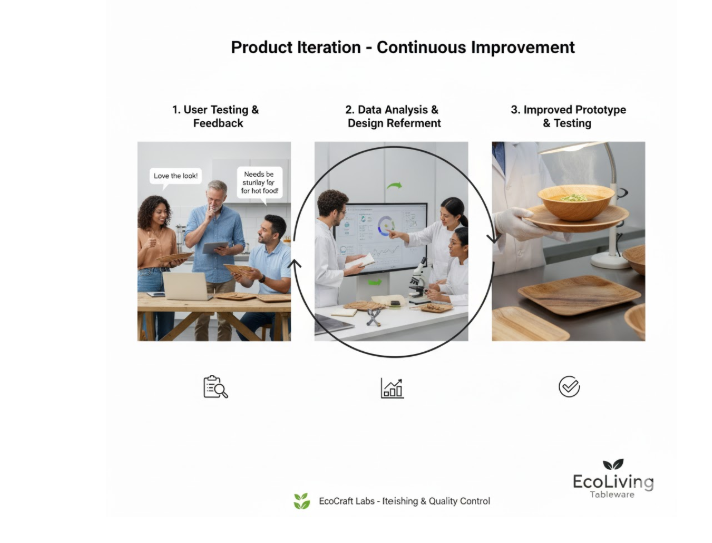 Product Iteration - Continuous Improvement
1. User Testing &
Feedback
2. Data Analysis &
Design Referment
3. Improved Prototype
& Testing
Love the look!
Needs be
stunlay for
for hot food!
EcoLiving
Tableware
EcoCraft Labs - Iteishing & Quality Control